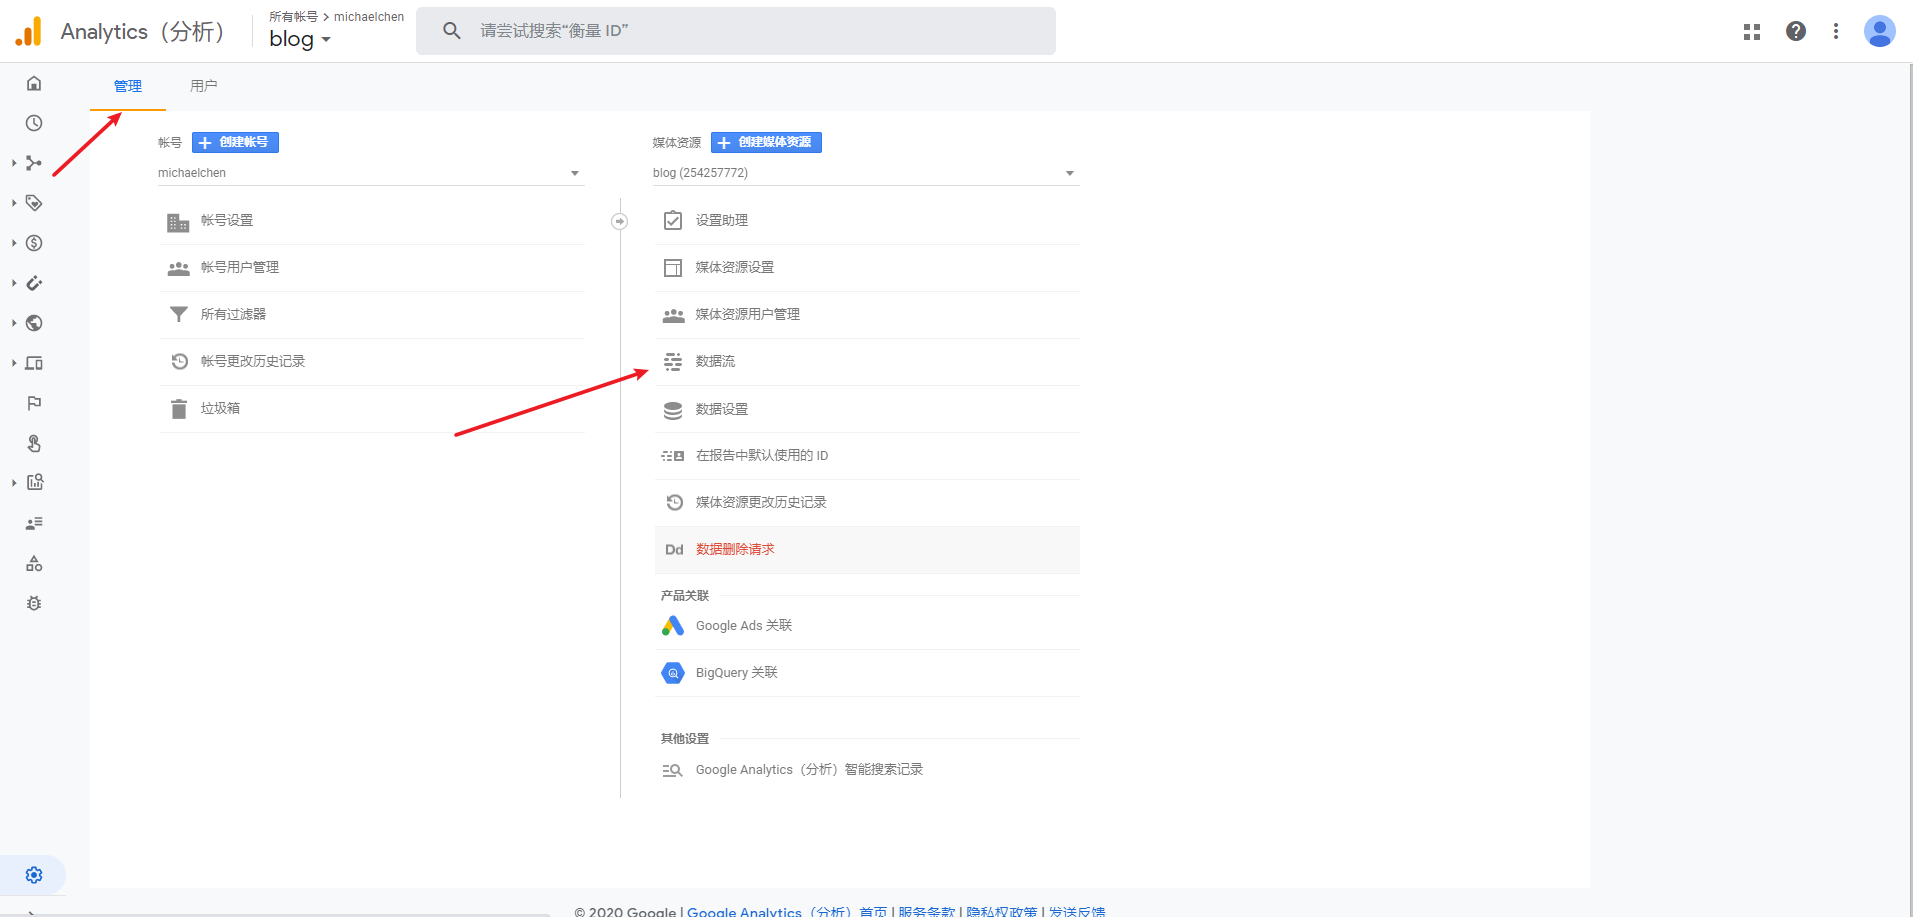 Analytics（分析）
所有帐号 > michaelchen
blog
请尝试搜索“衡量 ID”
管理
用户
帐号
创建帐号
michaelchen
帐号设置
帐号用户管理
所有过滤器
帐号更改历史记录
垃圾箱
媒体资源
创建媒体资源
blog (254257772)
设置助理
媒体资源设置
媒体资源用户管理
数据流
数据设置
在报告中默认使用的 ID
媒体资源更改历史记录
Dd 数据删除请求
产品关联
Google Ads 关联
BigQuery 关联
其他设置
Google Analytics（分析）智能搜索记录
© 2020 Google | Google Analytics（分析）首页 | 服务条款 | 隐私权政策 | 发送反馈